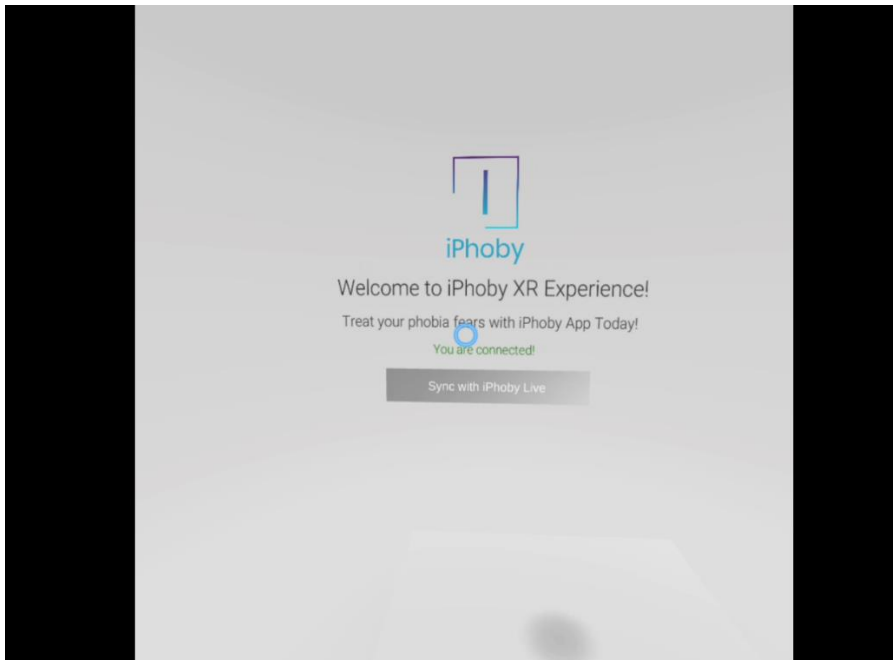 iPhoby
Welcome to iPhoby XR Experience!
Treat your phobia fears with iPhoby App Today!
You are connected!
Sync with iPhoby Live